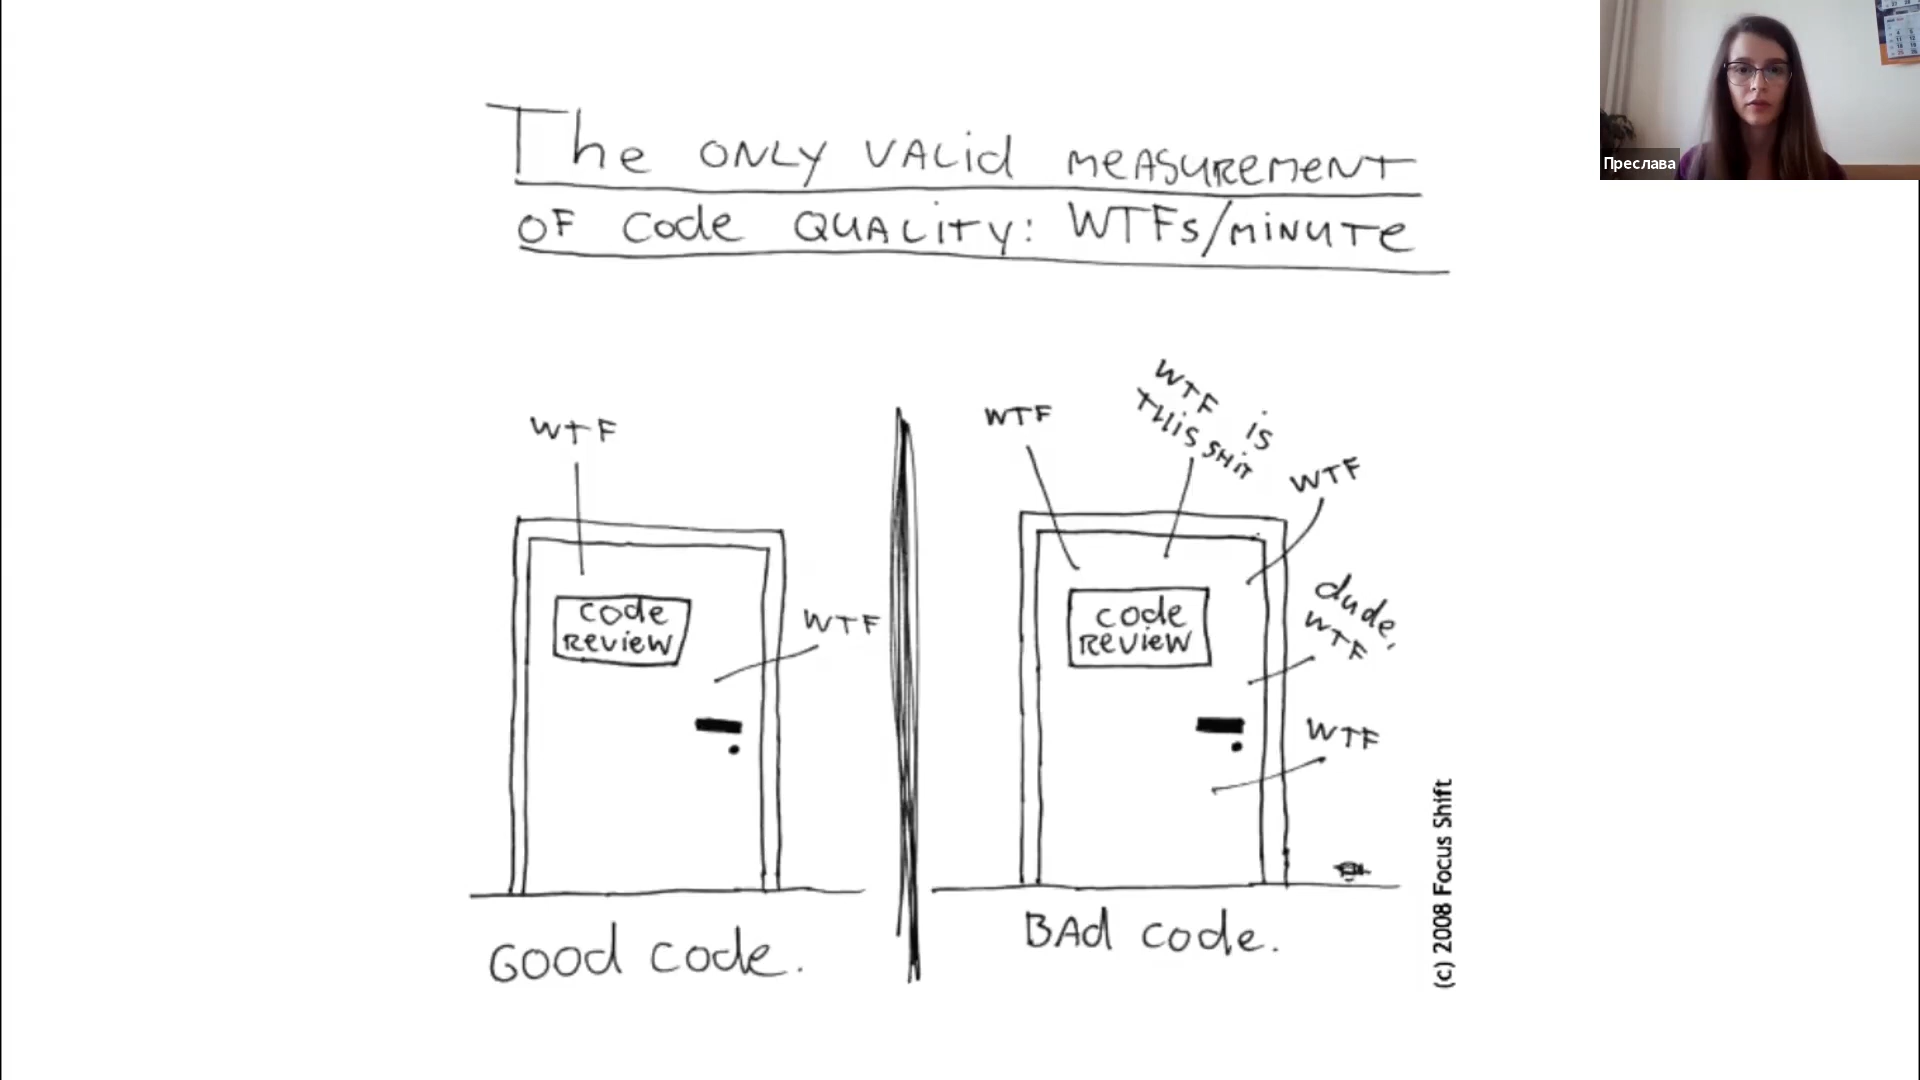 The ONLY VALid MEASUREMENT
OF Code QUALITY: WTFs/MINUTE
WTF
code
REVIEW
WTF
Good code.
WTF
WTF is
THIS SHIT
WTF
dude,
WTF
code
REVIEW
WTF
BAd code.
(c) 2008 Focus Shift
Преслава